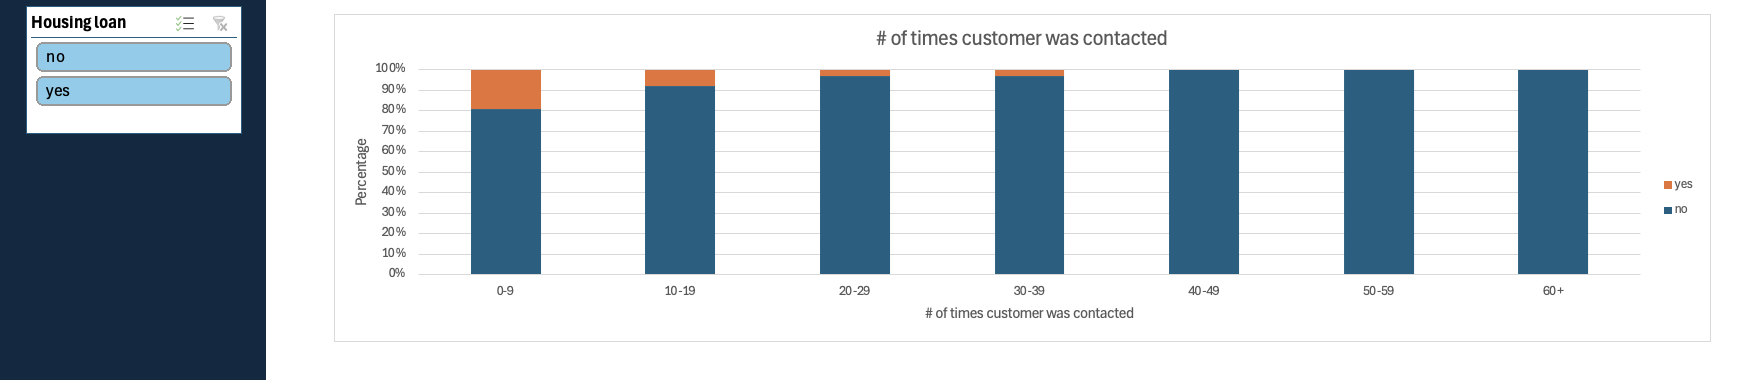 Housing loan
no
yes
# of times customer was contacted
100%
90%
80%
70%
60%
50%
40%
30%
20%
10%
0%
Percentage
0-9 10-19 20-29 30-39 40-49 50-59 60+
# of times customer was contacted
yes
no